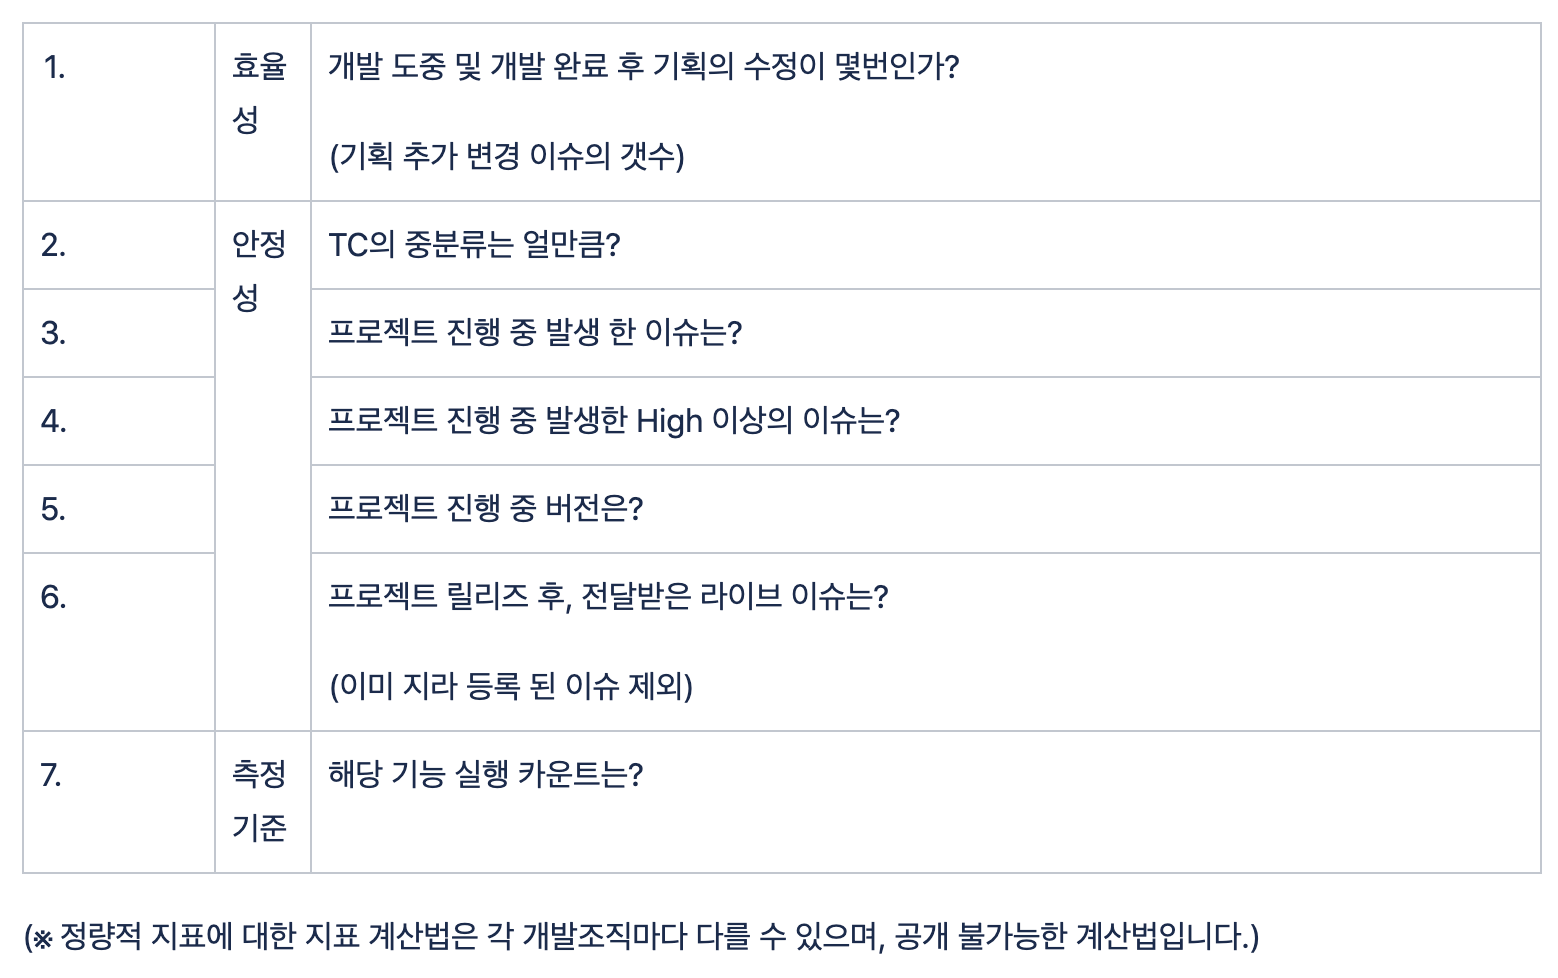 1.
효율
성
개발 도중 및 개발 완료 후 기획의 수정이 몇번인가?
(기획 추가 변경 이슈의 갯수)
2.
안정
성
TC의 중분류는 얼만큼?
3.
프로젝트 진행 중 발생 한 이슈는?
4.
프로젝트 진행 중 발생한 High 이상의 이슈는?
5.
프로젝트 진행 중 버전은?
6.
프로젝트 릴리즈 후, 전달받은 라이브 이슈는?
(이미 지라 등록 된 이슈 제외)
7.
측정
기준
해당 기능 실행 카운트는?
(※ 정량적 지표에 대한 지표 계산법은 각 개발조직마다 다를 수 있으며, 공개 불가능한 계산법입니다.)